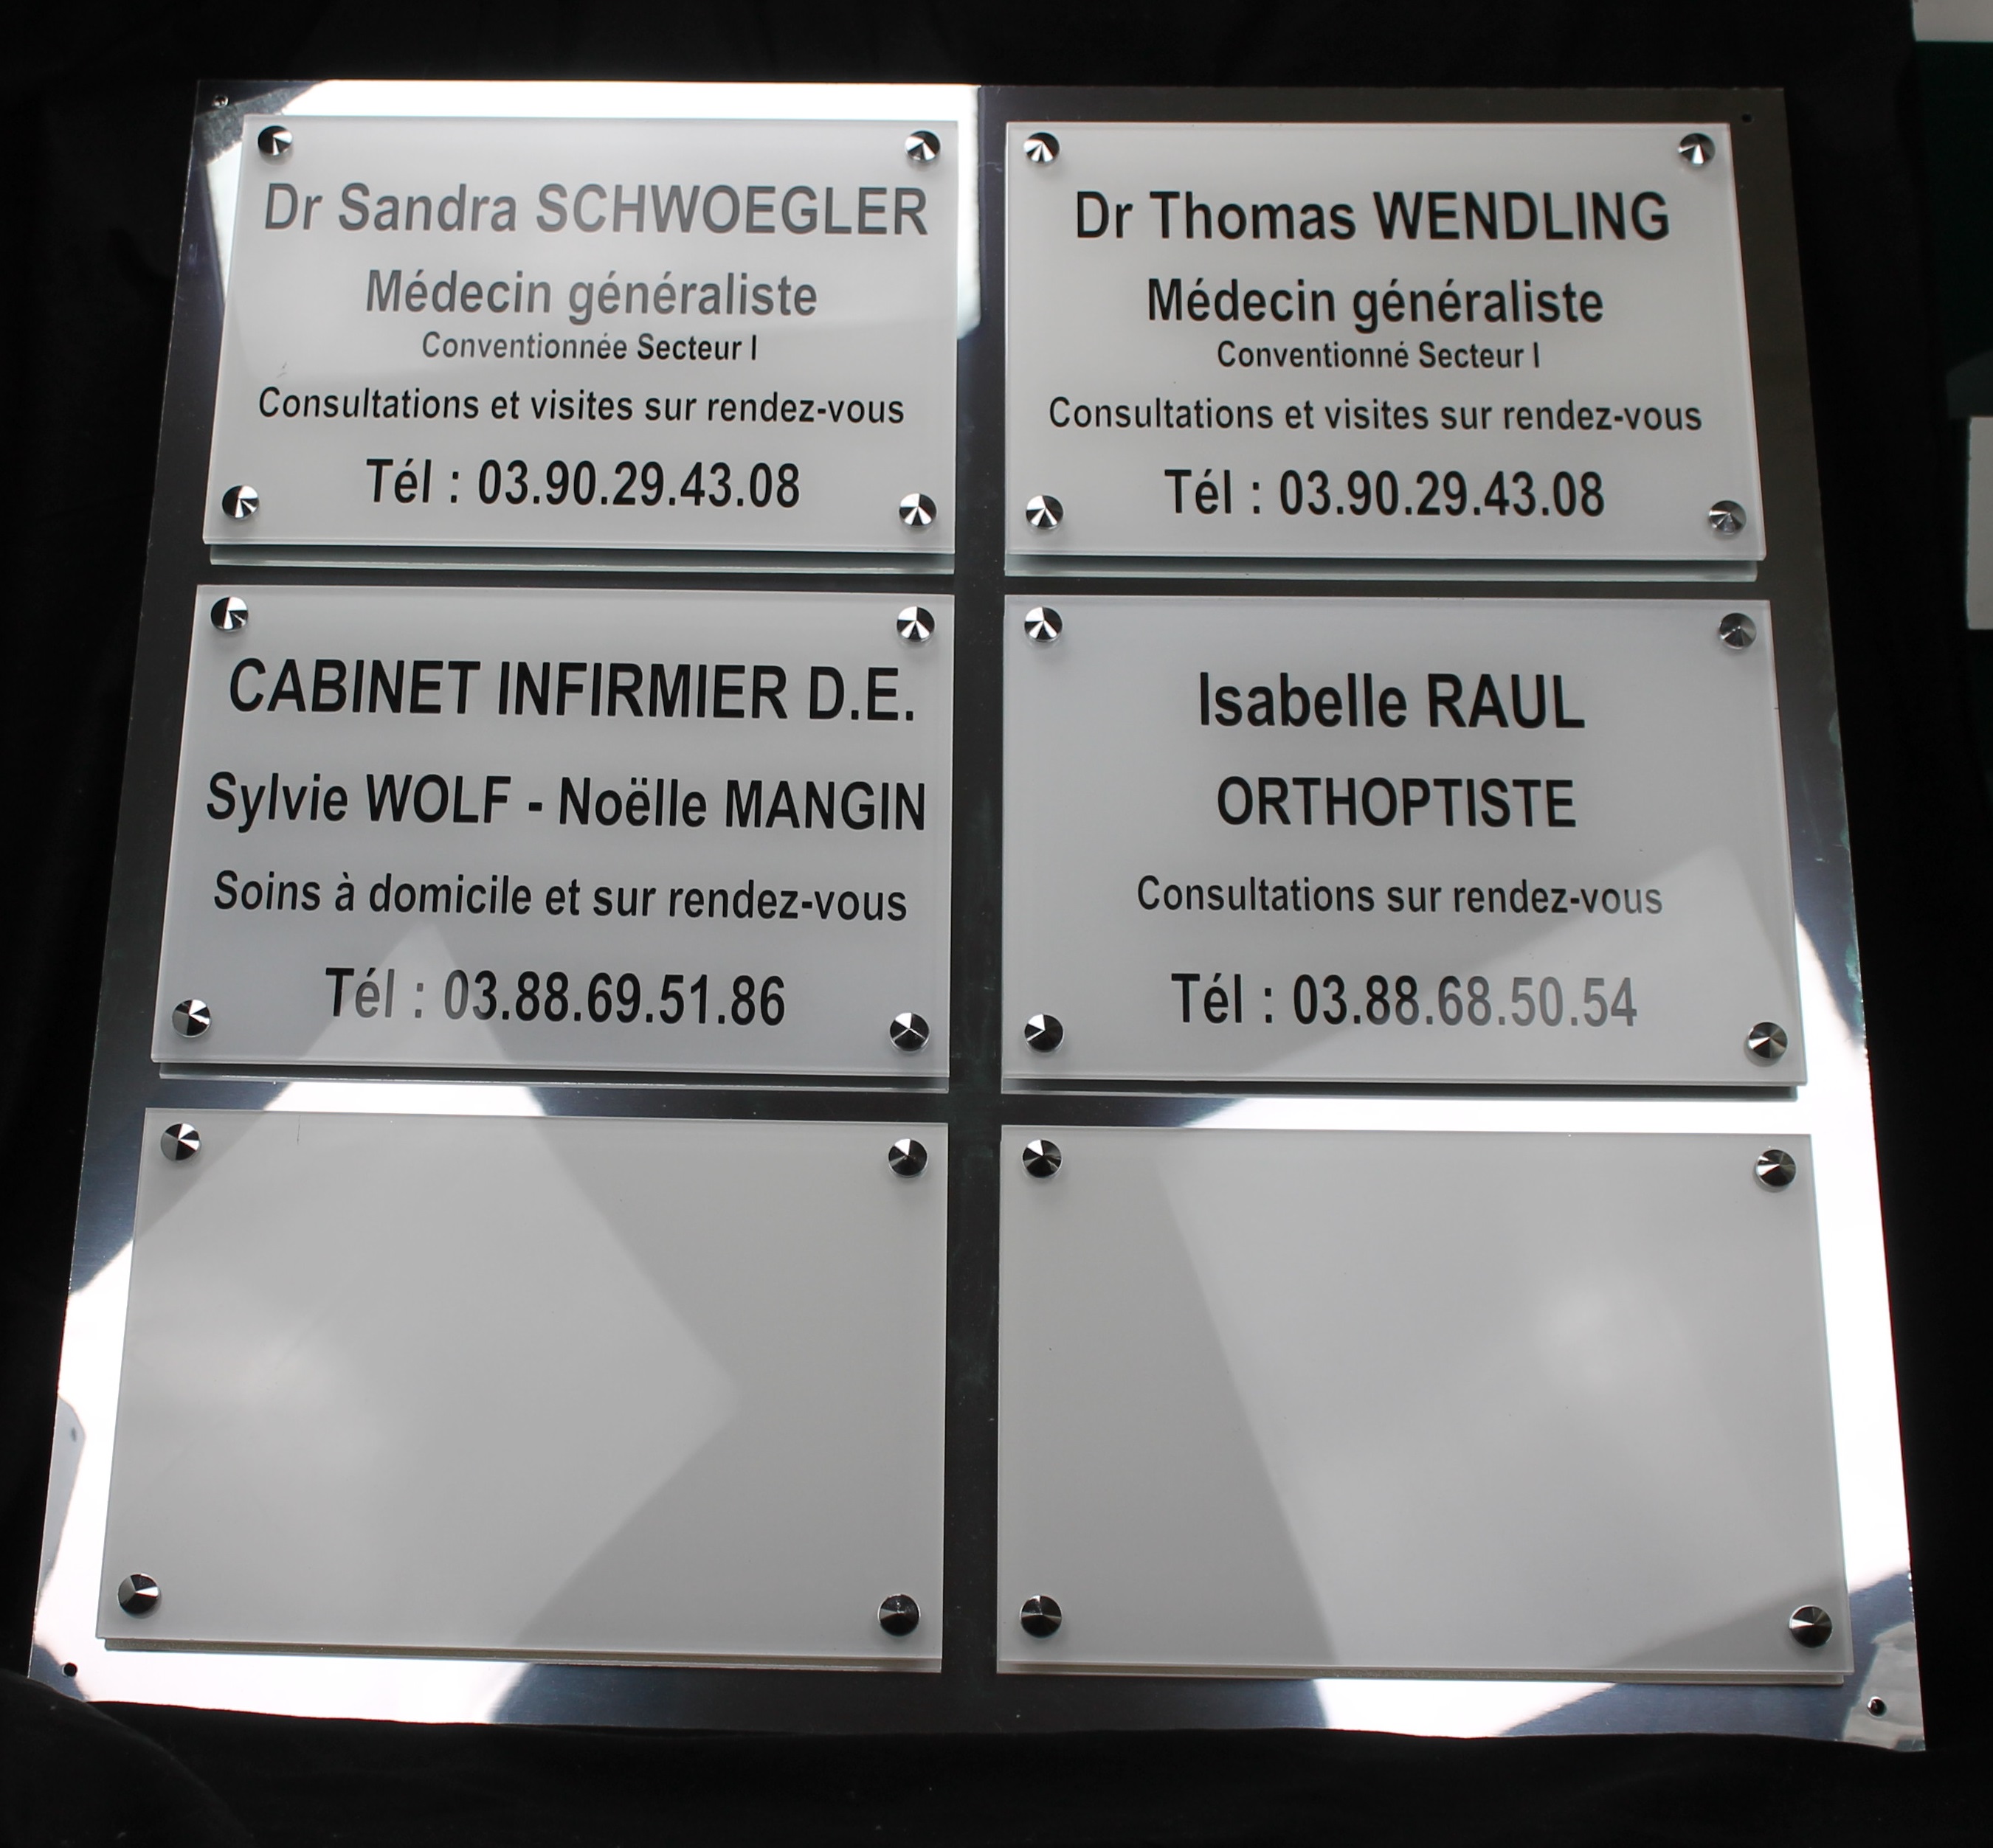 Dr Sandra SCHWOEGLER
Médecin généraliste
Conventionnée Secteur I
Consultations et visites sur rendez-vous
Tél : 03.90.29.43.08
Dr Thomas WENDLING
Médecin généraliste
Conventionné Secteur I
Consultations et visites sur rendez-vous
Tél : 03.90.29.43.08
CABINET INFIRMIER D.E.
Sylvie WOLF - Noëlle MANGIN
Soins à domicile et sur rendez-vous
Tél : 03.88.69.51.86
Isabelle RAUL
ORTHOPTISTE
Consultations sur rendez-vous
Tél : 03.88.68.50.54